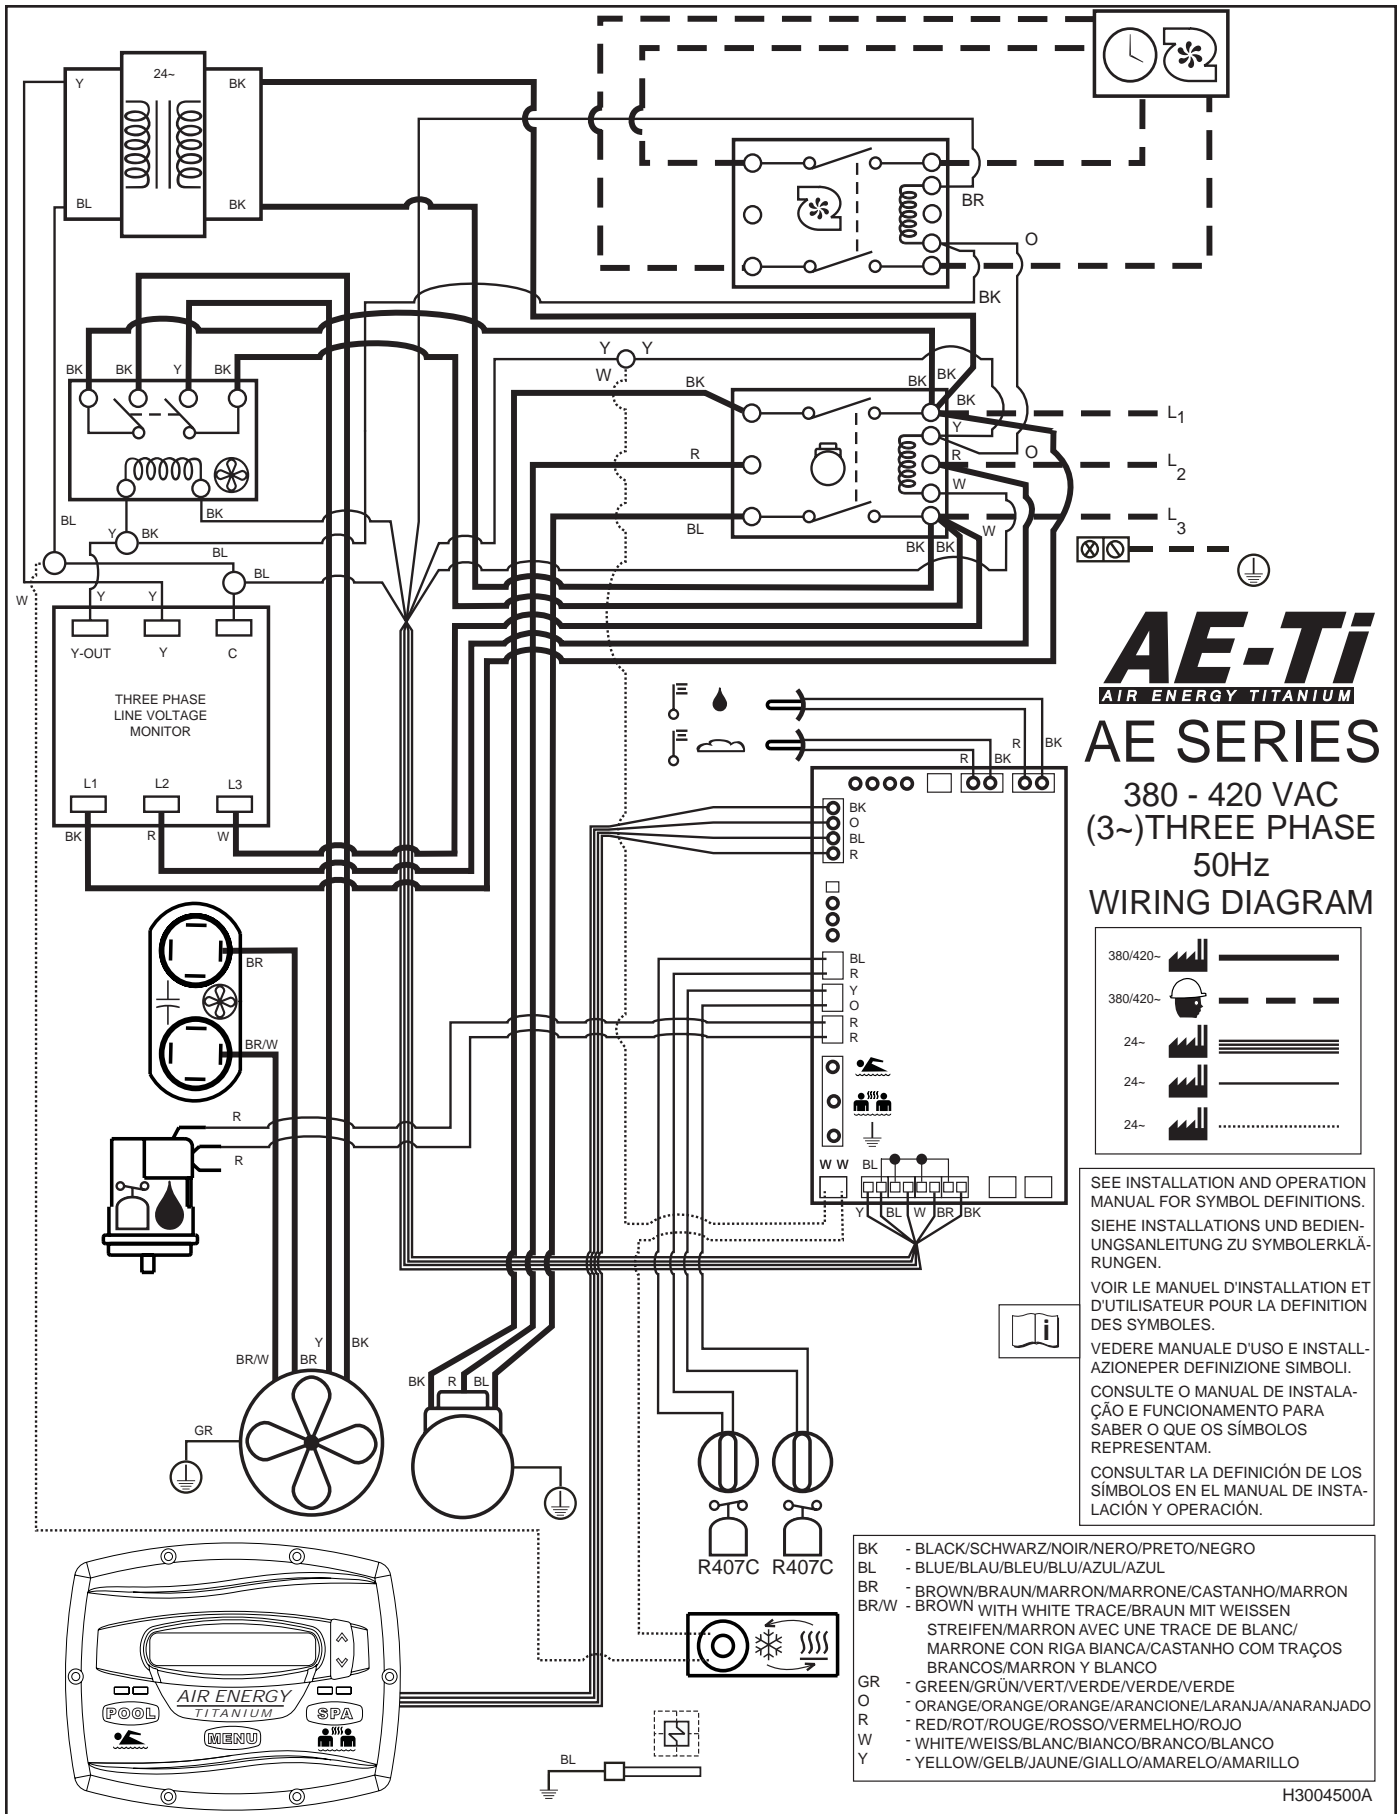 24~
Y
BK
BL
BK
BR
O
BK
Y
Y
W
BK
BK
Y
BK
BK
BK
BK
BK
L1
Y
R
O
R
L2
W
BL
W
L3
BK
BK
BL
Y
BK
BK
BL
BL
W
Y
Y
Y-OUT
Y
C
THREE PHASE
LINE VOLTAGE
MONITOR
L1
L2
L3
BK
R
W
AE-Ti
AIR ENERGY TITANIUM
AE SERIES
380 - 420 VAC
(3~)THREE PHASE
50Hz
WIRING DIAGRAM
R
BK
R
BK
BK
O
BL
R
BL
R
Y
O
R
R
W W
BL
Y
BL
W
BR
BK
BR
BR/W
R
R
380/420~
380/420~
24~
24~
24~
SEE INSTALLATION AND OPERATION
MANUAL FOR SYMBOL DEFINITIONS.
SIEHE INSTALLATIONS UND BEDIEN-
UNGSANLEITUNG ZU SYMBOLERKLÄ-
RUNGEN.
VOIR LE MANUEL D'INSTALLATION ET
D'UTILISATEUR POUR LA DEFINITION
DES SYMBOLES.
VEDERE MANUALE D'USO E INSTALL-
AZIONEPER DEFINIZIONE SIMBOLI.
CONSULTE O MANUAL DE INSTALA-
ÇÃO E FUNCIONAMENTO PARA
SABER O QUE OS SÍMBOLOS
REPRESENTAM.
CONSULTAR LA DEFINICIÓN DE LOS
SÍMBOLOS EN EL MANUAL DE INSTA-
LACIÓN Y OPERACIÓN.
i
BR/W
BR
Y
BK
GR
BK
R
BL
R407C
R407C
AIR ENERGY
TITANIUM
POOL
SPA
MENU
BL
BK - BLACK/SCHWARZ/NOIR/NERO/PRETO/NEGRO
BL - BLUE/BLAU/BLEU/BLU/AZUL/AZUL
BR - BROWN/BRAUN/MARRON/MARRONE/CASTANHO/MARRON
BR/W - BROWN WITH WHITE TRACE/BRAUN MIT WEISSEN
STREIFEN/MARRON AVEC UNE TRACE DE BLANC/
MARRONE CON RIGA BIANCA/CASTANHO COM TRAÇOS
BRANCOS/MARRON Y BLANCO
GR - GREEN/GRÜN/VERT/VERDE/VERDE/VERDE
O - ORANGE/ORANGE/ORANGE/ARANCIONE/LARANJA/ANARANJADO
R - RED/ROT/ROUGE/ROSSO/VERMELHO/ROJO
W - WHITE/WEISS/BLANC/BIANCO/BRANCO/BLANCO
Y - YELLOW/GELB/JAUNE/GIALLO/AMARELO/AMARILLO
H3004500A